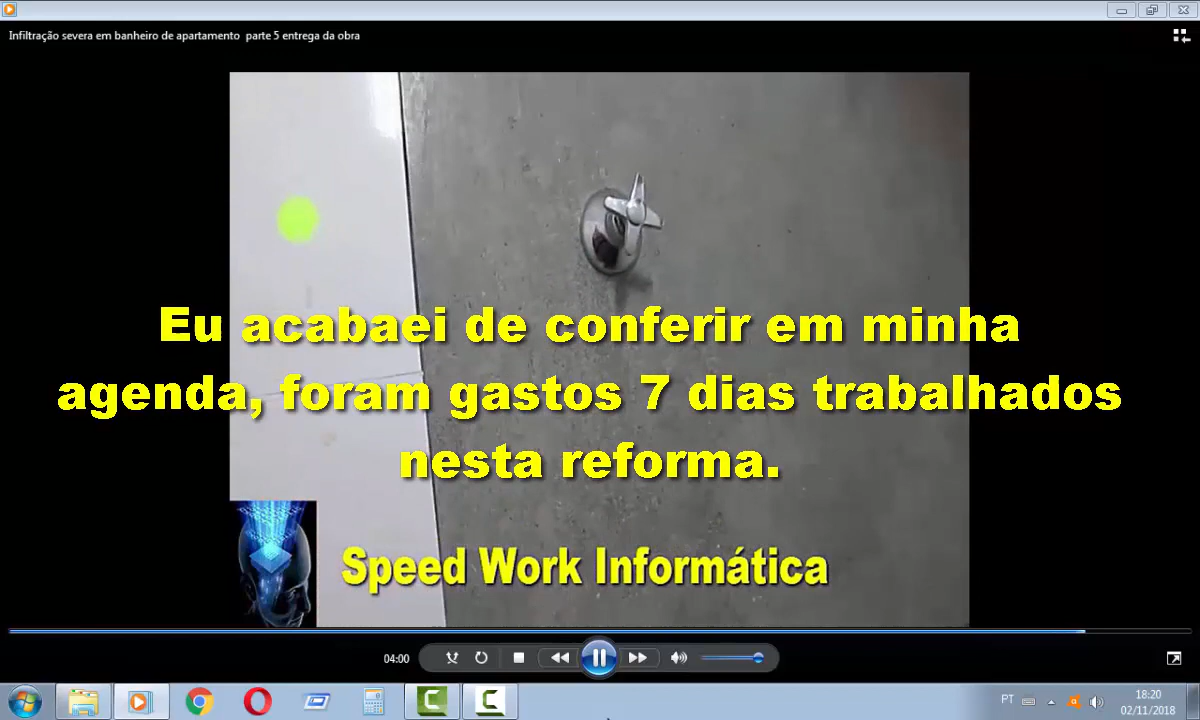 Infiltração severa em banheiro de apartamento parte 5 entrega da obra
Eu acabaei de conferir em minha
agenda, foram gastos 7 dias trabalhados
nesta reforma.
Speed Work Informática
04:00
PT
18:20
02/11/2018